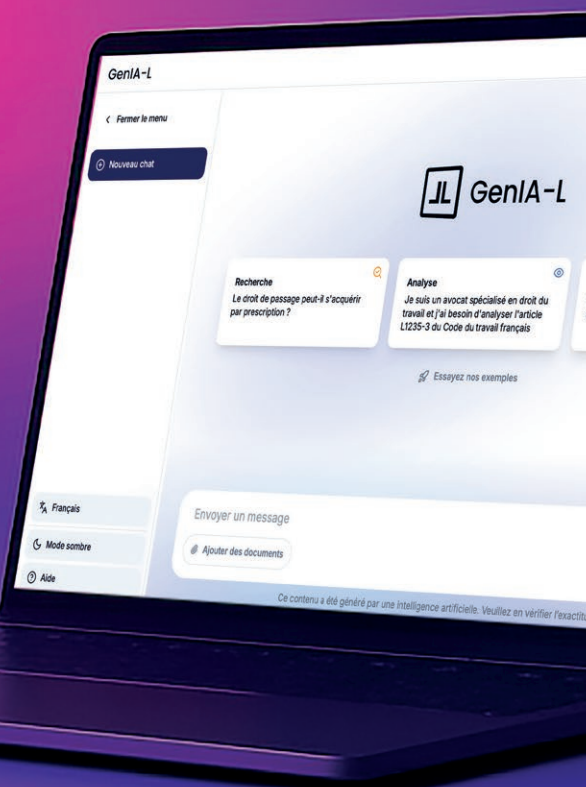 GenIA-L
Fermer le menu
Nouveau chat
GenIA-L
Recherche
Le droit de passage peut-il s'acquérir
par prescription ?
Analyse
Je suis un avocat spécialisé en droit du
travail et j'ai besoin d'analyser l'article
L1235-3 du Code du travail français
Essayez nos exemples
Français
Mode sombre
Aide
Envoyer un message
Ajouter des documents
Ce contenu a été généré par une intelligence artificielle. Veuillez en vérifier l'exactitu